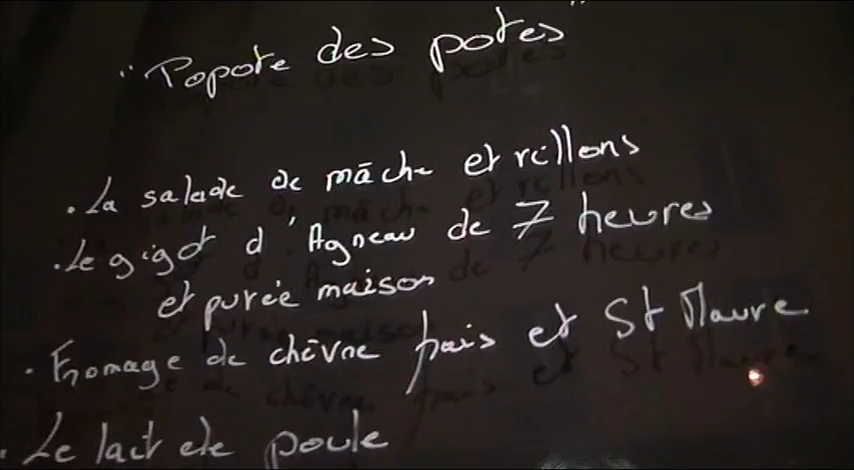 "Popote des potes"
. La salade de mâche et rillons
. Le gigot d'Agneau de 7 heures
et purée maison
. Fromage de chèvre frais et St Maure
. Le lait de poule